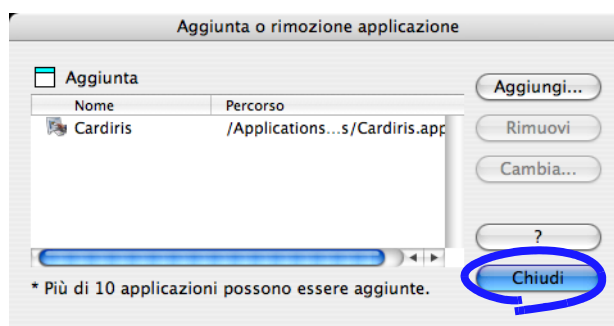 Aggiunta o rimozione applicazione
Aggiunta
Nome Percorso
Cardiris /Applications...s/Cardiris.app
Aggiungi...
Rimuovi
Cambia...
?
Chiudi
* Più di 10 applicazioni possono essere aggiunte.